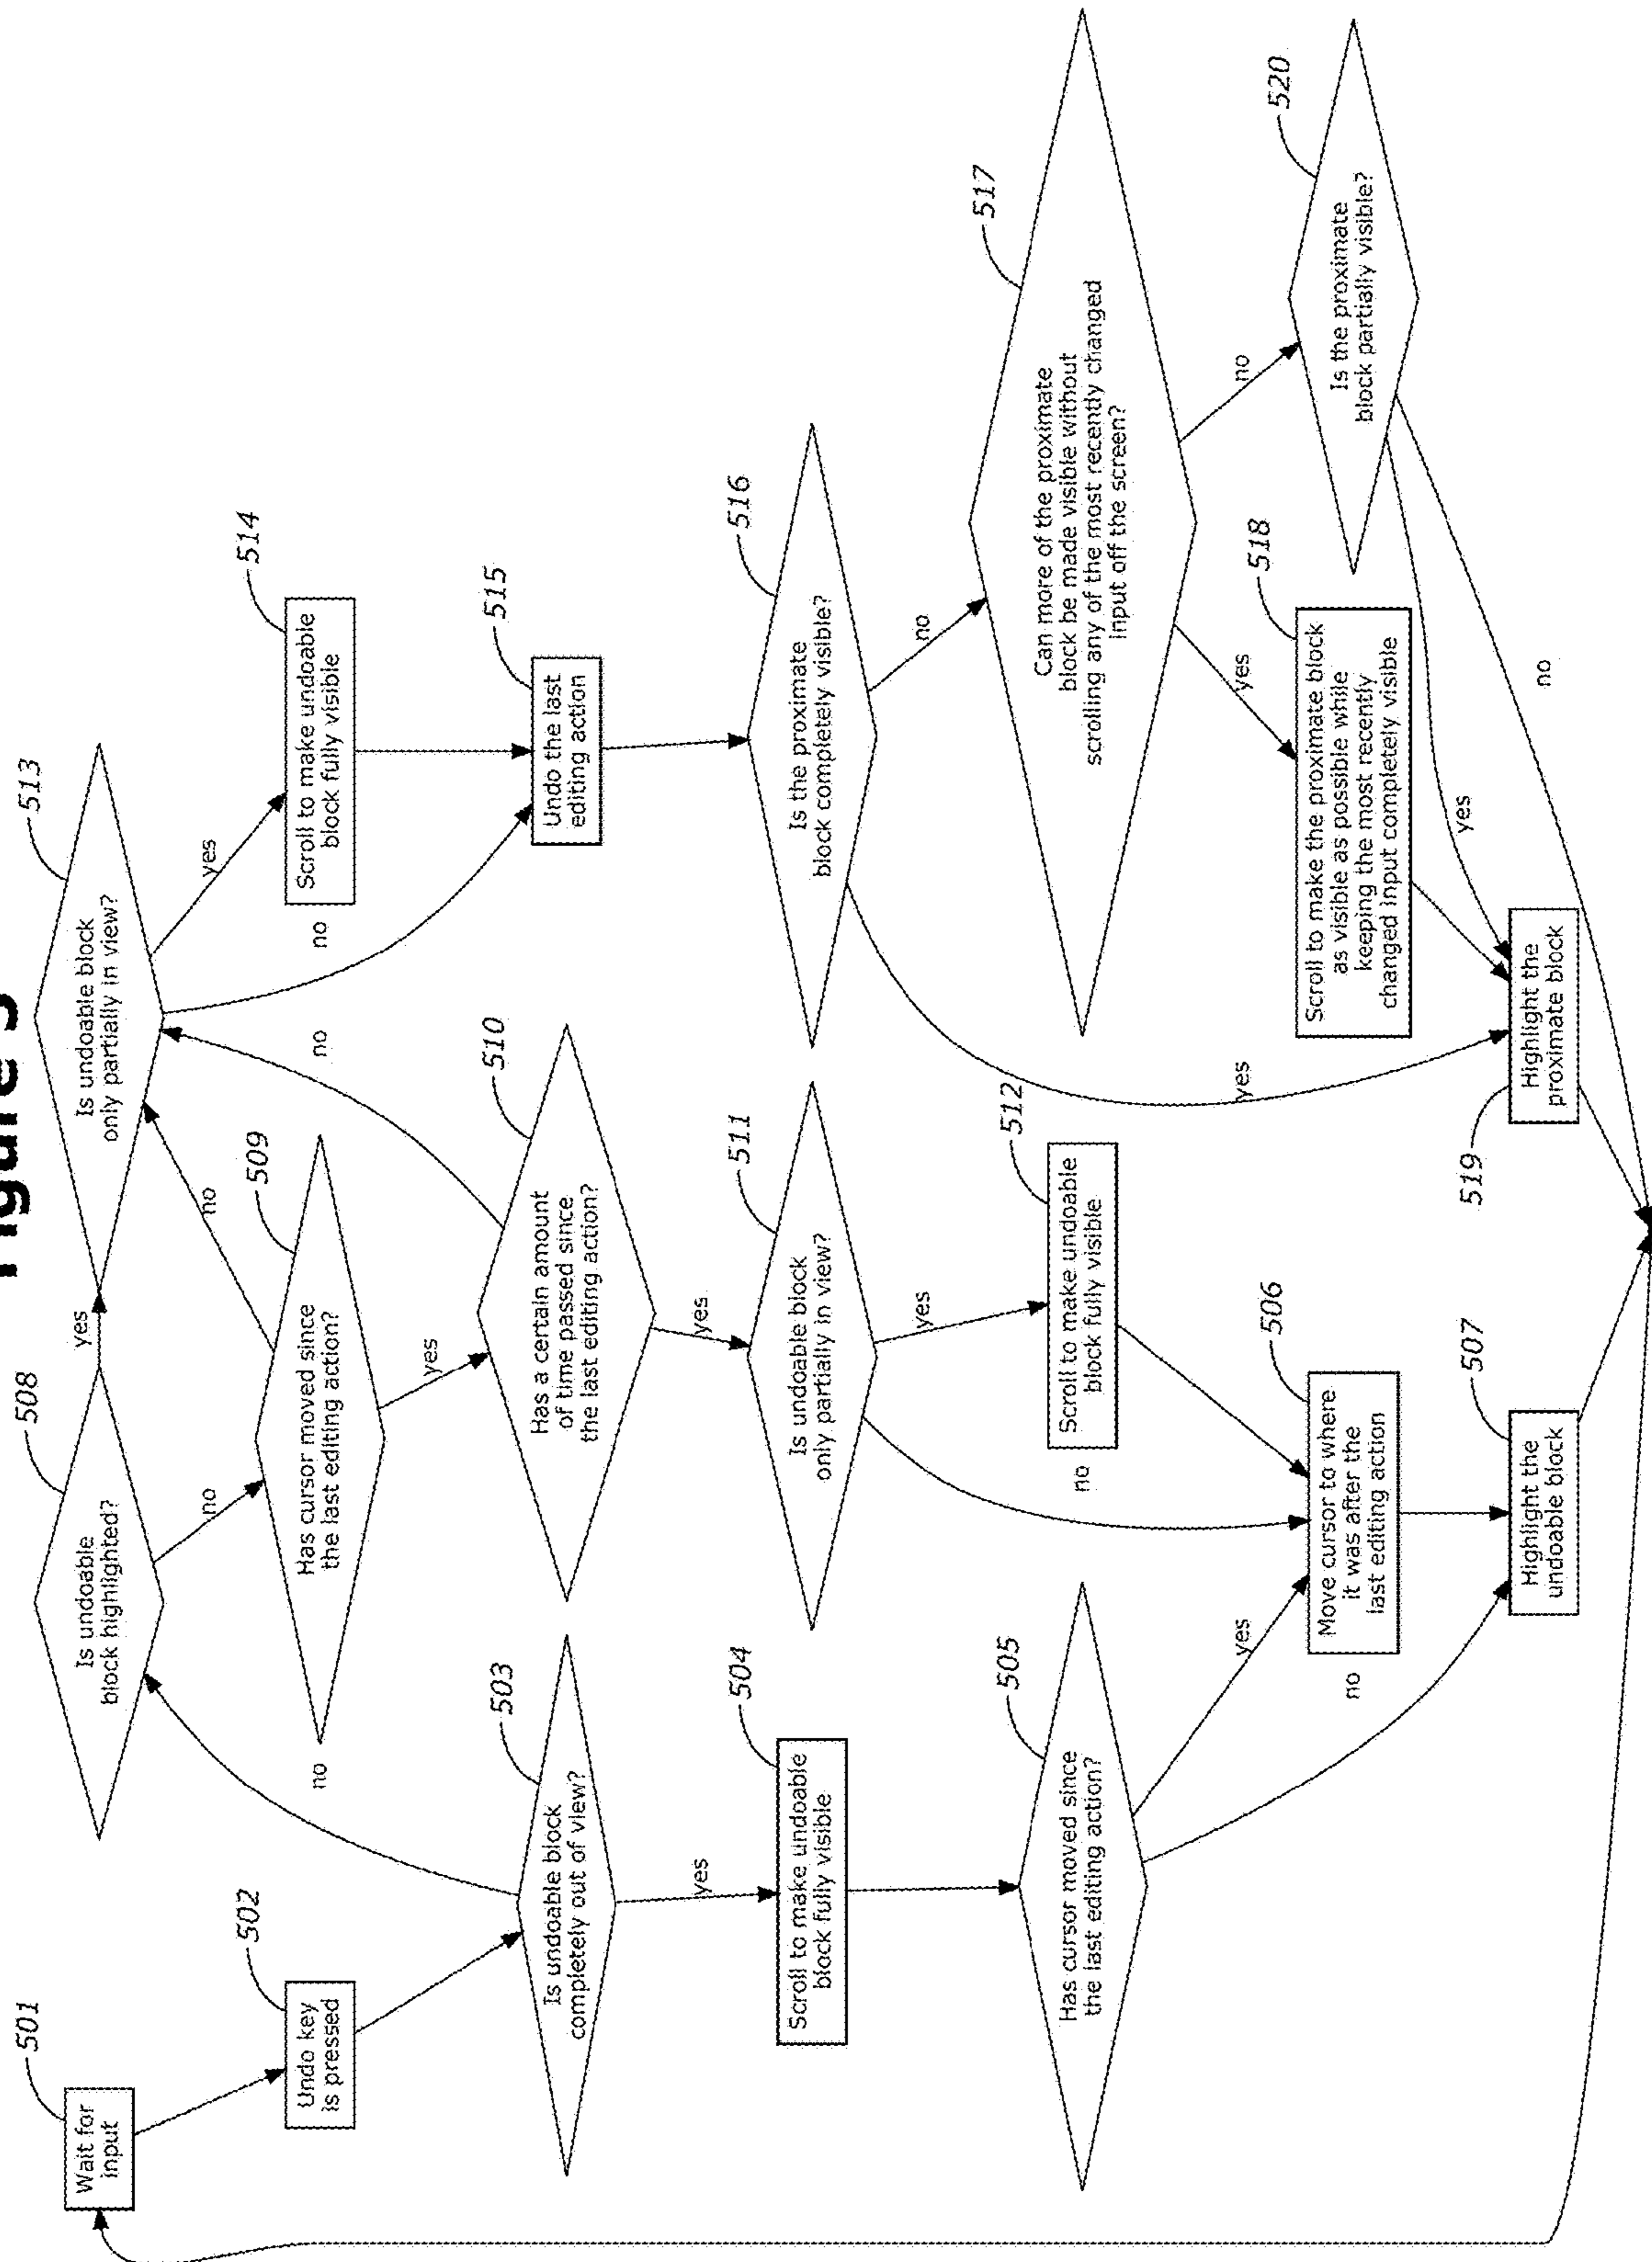 Figure 5
501
Wait for
input
502
Undo key
is pressed
503
Is undoable block
completely out of view?
no
yes
504
Scroll to make undoable
block fully visible
505
Has cursor moved since
the last editing action?
yes
no
506
Move cursor to where
it was after the
last editing action
507
Highlight the
undoable block
508
Is undoable
block highlighted?
yes
no
509
Has cursor moved since
the last editing action?
no
yes
510
Has a certain amount
of time passed since
the last editing action?
no
yes
511
Is undoable block
only partially in view?
yes
no
512
Scroll to make undoable
block fully visible
513
Is undoable block
only partially in view?
yes
no
514
Scroll to make undoable
block fully visible
515
Undo the last
editing action
516
Is the proximate
block completely visible?
no
yes
517
Can more of the proximate
block be made visible without
scrolling any of the most recently changed
input off the screen?
yes
no
518
Scroll to make the proximate block
as visible as possible while
keeping the most recently
changed input completely visible
519
Highlight the
proximate block
520
Is the proximate
block partially visible?
yes
no